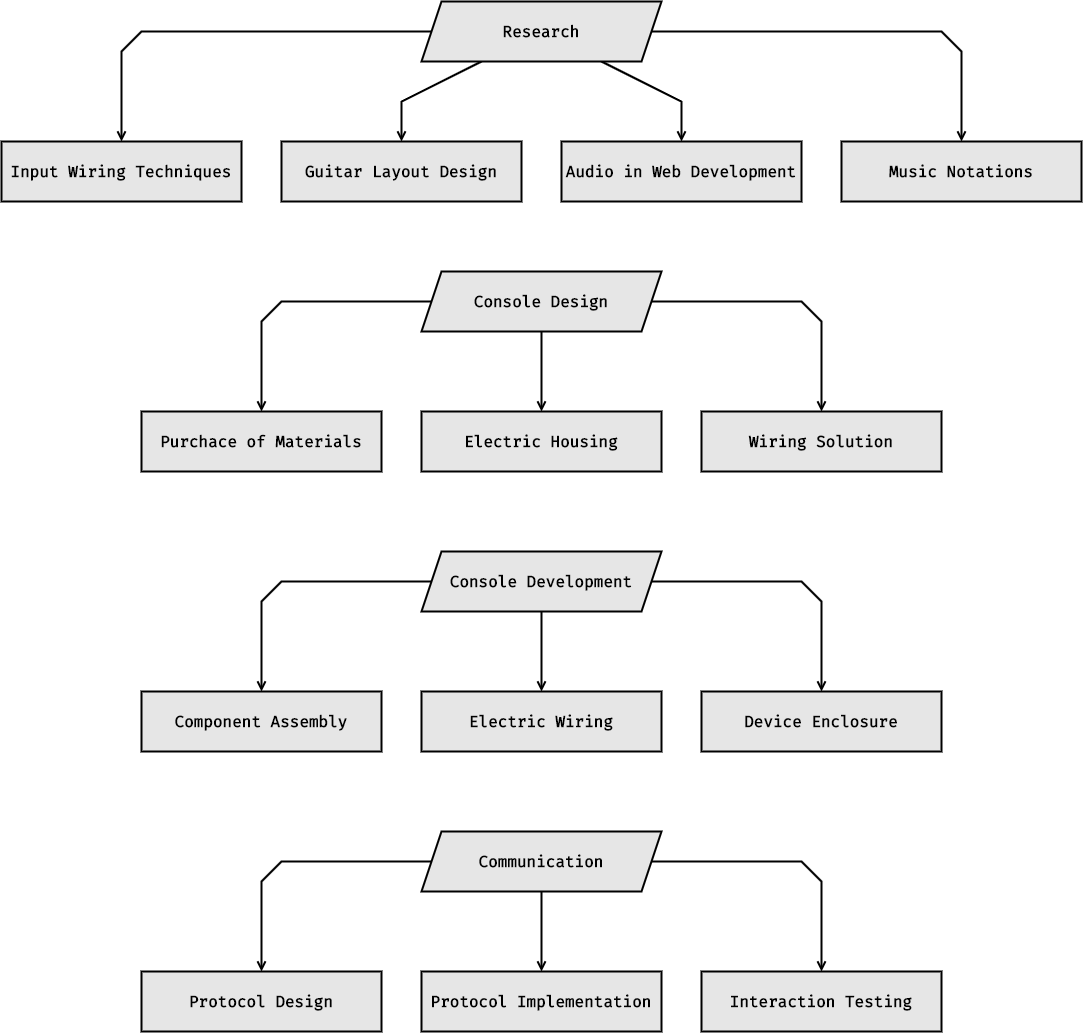 Research
Input Wiring Techniques
Guitar Layout Design
Audio in Web Development
Music Notations
Console Design
Purchace of Materials
Electric Housing
Wiring Solution
Console Development
Component Assembly
Electric Wiring
Device Enclosure
Communication
Protocol Design
Protocol Implementation
Interaction Testing